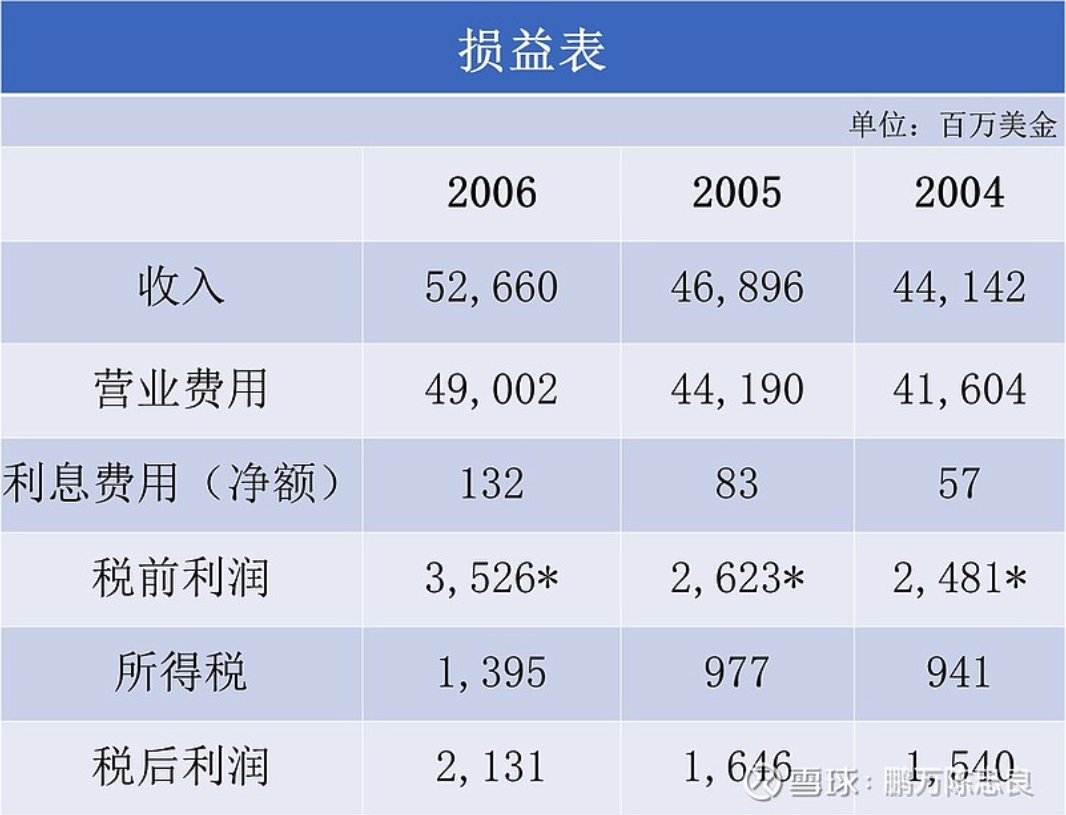 损益表
单位：百万美金
2006 2005 2004
收入 52,660 46,896 44,142
营业费用 49,002 44,190 41,604
利息费用（净额） 132 83 57
税前利润 3,526* 2,623* 2,481*
所得税 1,395 977 941
税后利润 2,131 1,646 1,540
雪球：鹏万陈志良